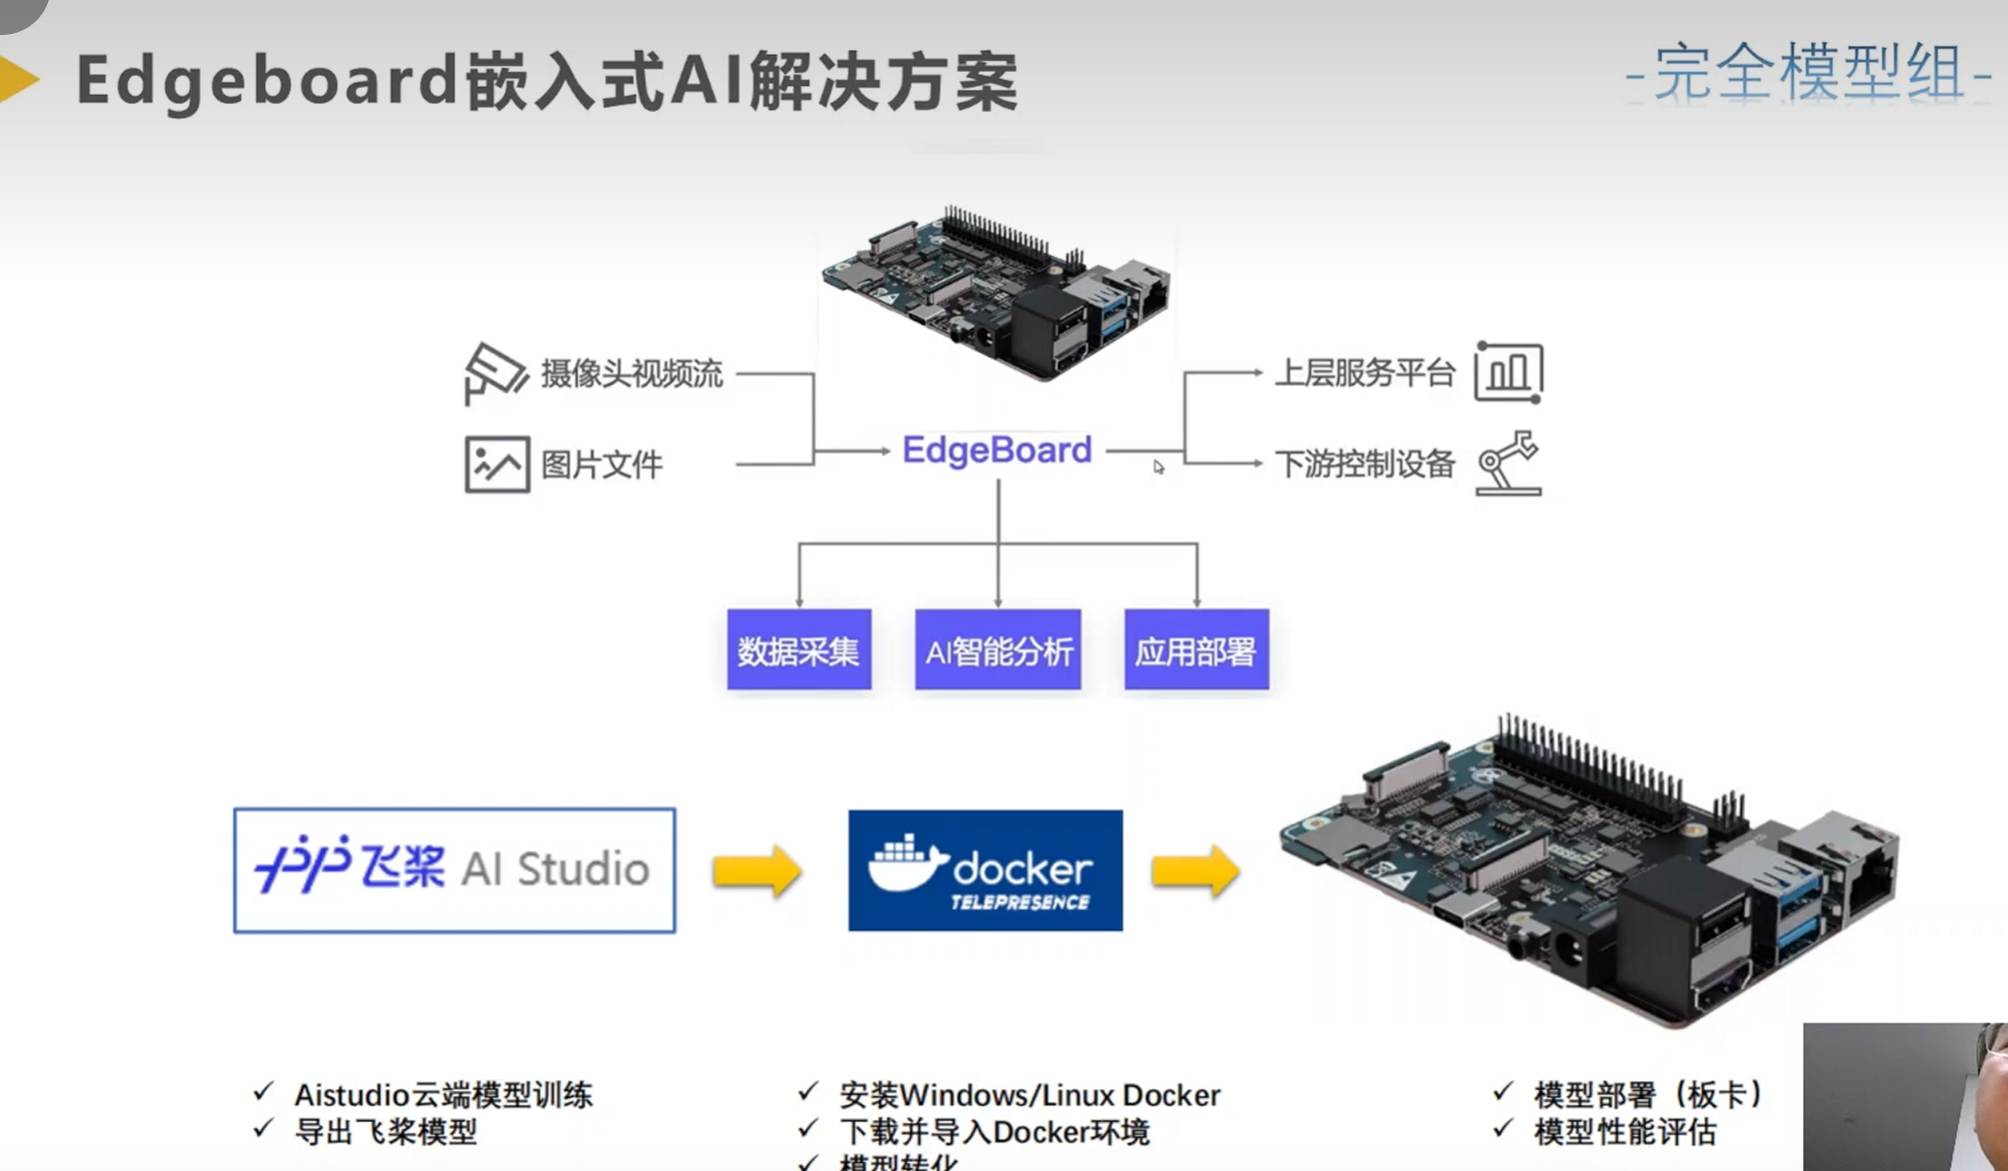 Edgeboard嵌入式AI解决方案
-完全模型组-
摄像头视频流
图片文件
EdgeBoard
上层服务平台
下游控制设备
数据采集
AI智能分析
应用部署
飞桨 AI Studio
docker
TELEPRESENCE
✓ Aistudio云端模型训练
✓ 导出飞桨模型
✓ 安装Windows/Linux Docker
✓ 下载并导入Docker环境
✓ 模型转化
✓ 模型部署（板卡）
✓ 模型性能评估